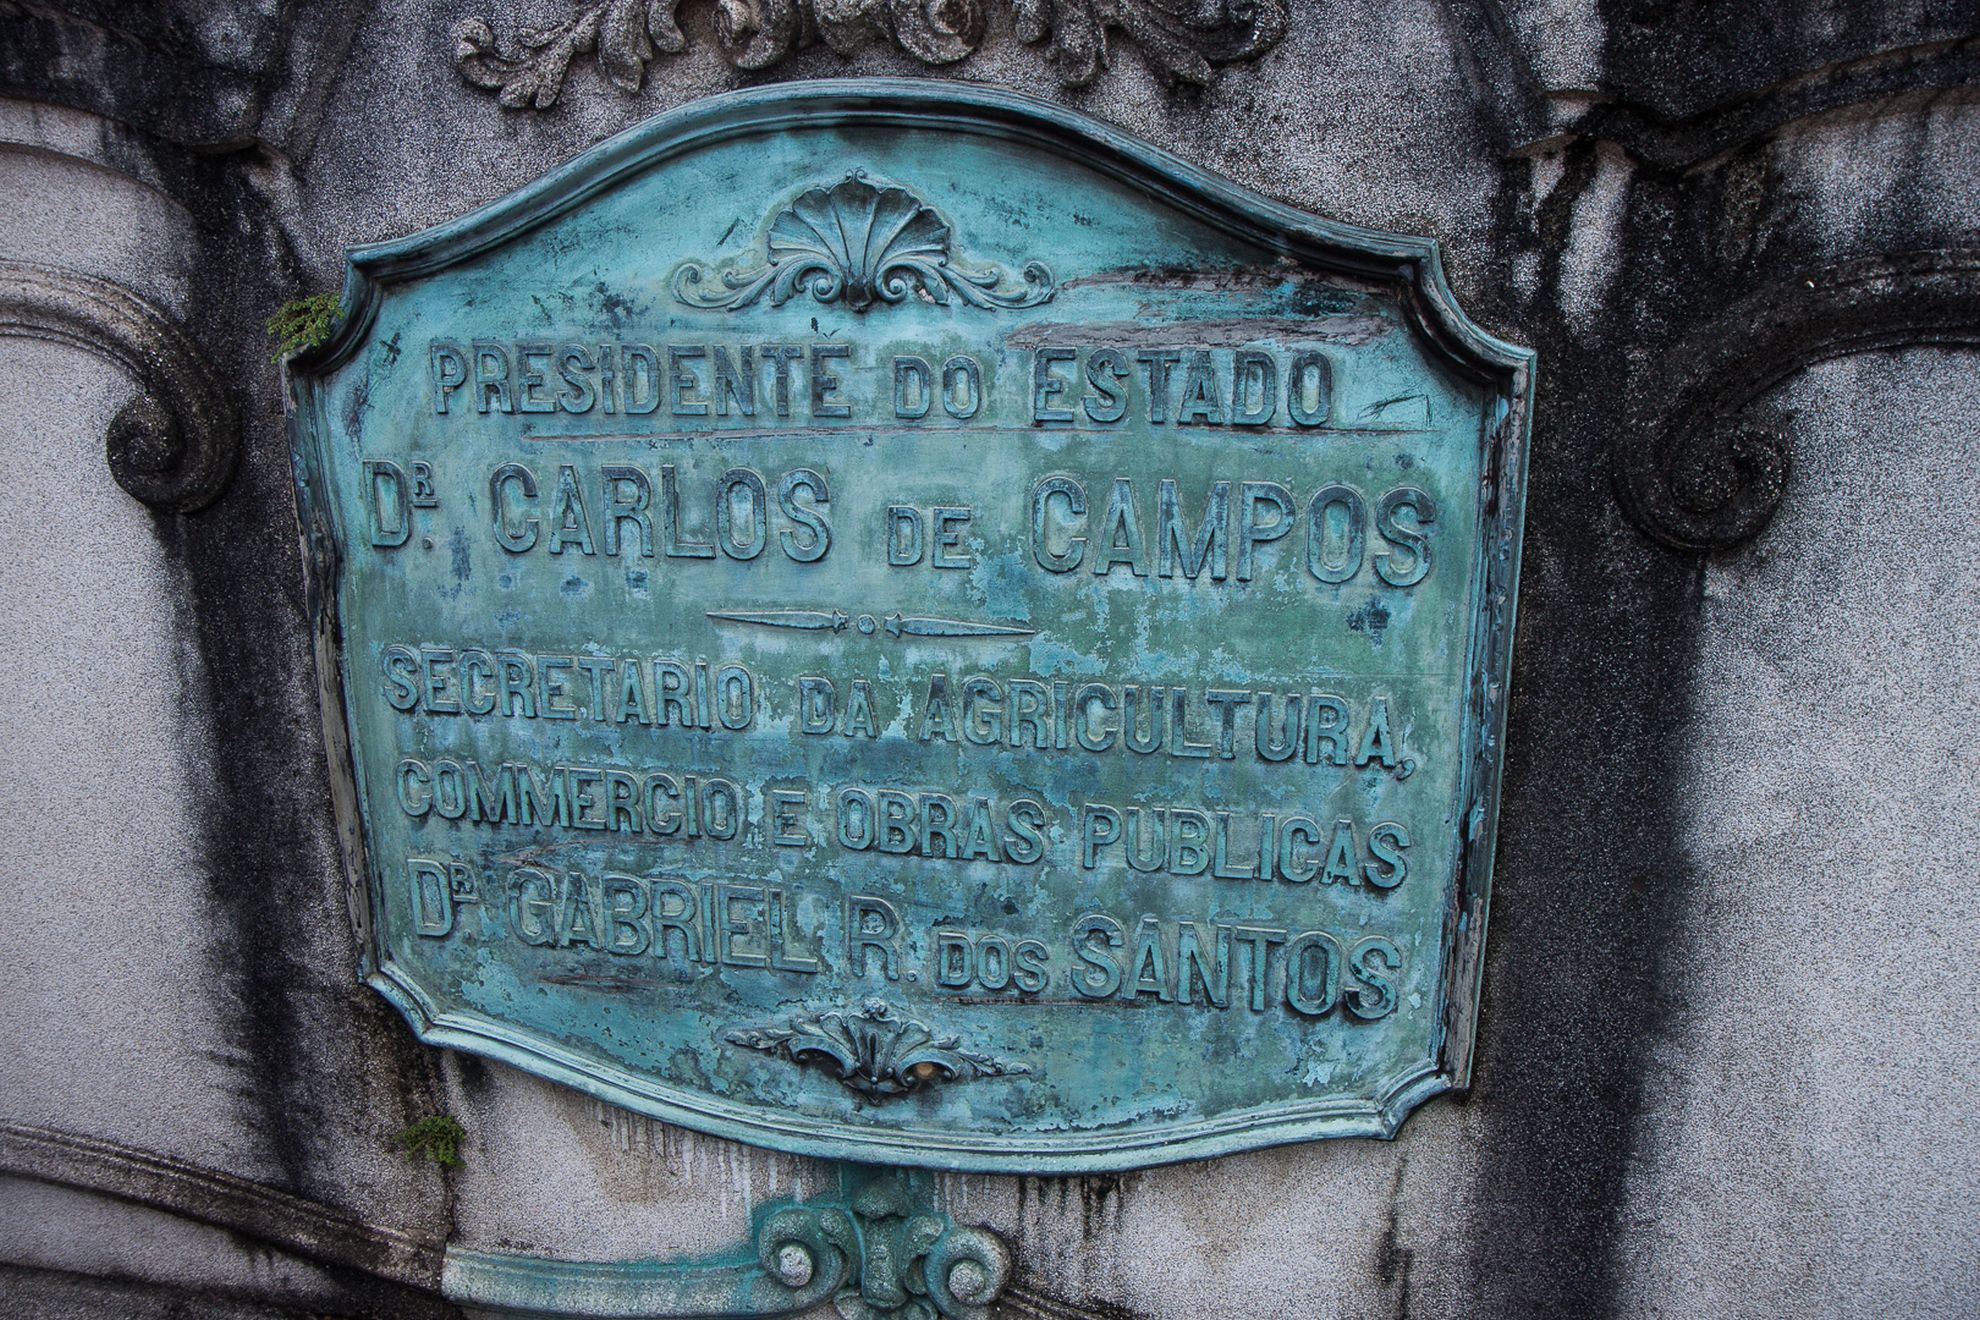 PRESIDENTE DO ESTADO
DR. CARLOS DE CAMPOS
SECRETARIO DA AGRICULTURA,
COMMERCIO E OBRAS PUBLICAS
DR. GABRIEL R. DOS SANTOS